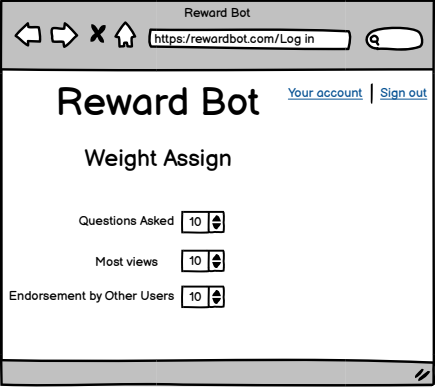 Reward Bot
https:/rewardbot.com/Log in
Reward Bot
Your account | Sign out
Weight Assign
Questions Asked 10
Most views 10
Endorsement by Other Users 10